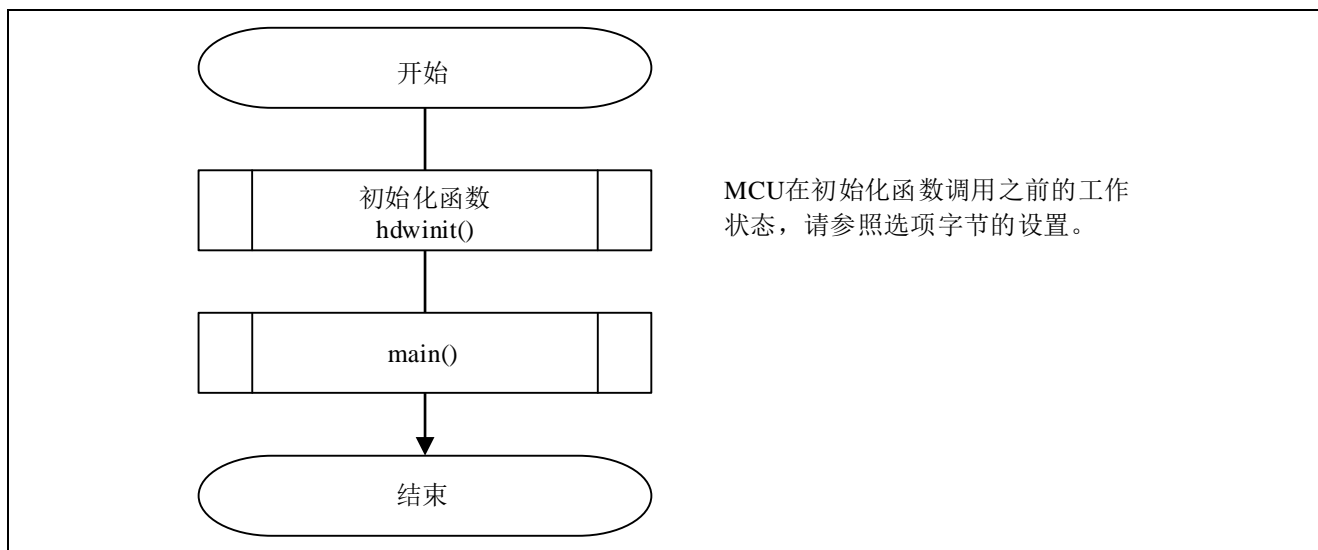 开始
初始化函数
hdwinit()
MCU在初始化函数调用之前的工作
状态，请参照选项字节的设置。
main()
结束